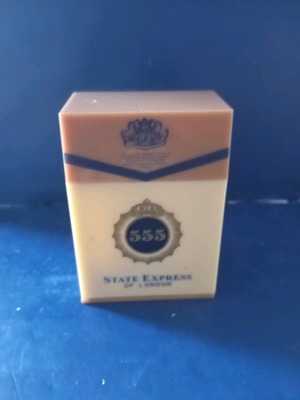 555
STATE EXPRESS
OF LONDON